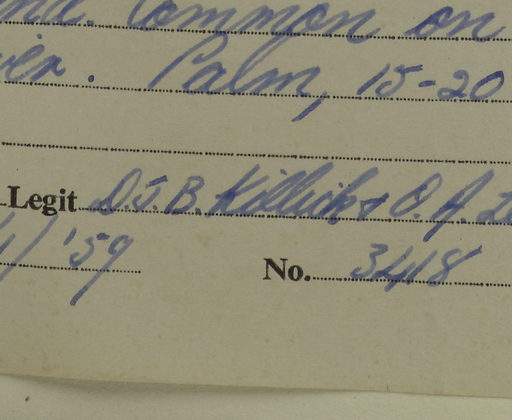 Common on
Palm, 15-20
Legit D.J.B. Killick & O.A.
/'59 No. 3418